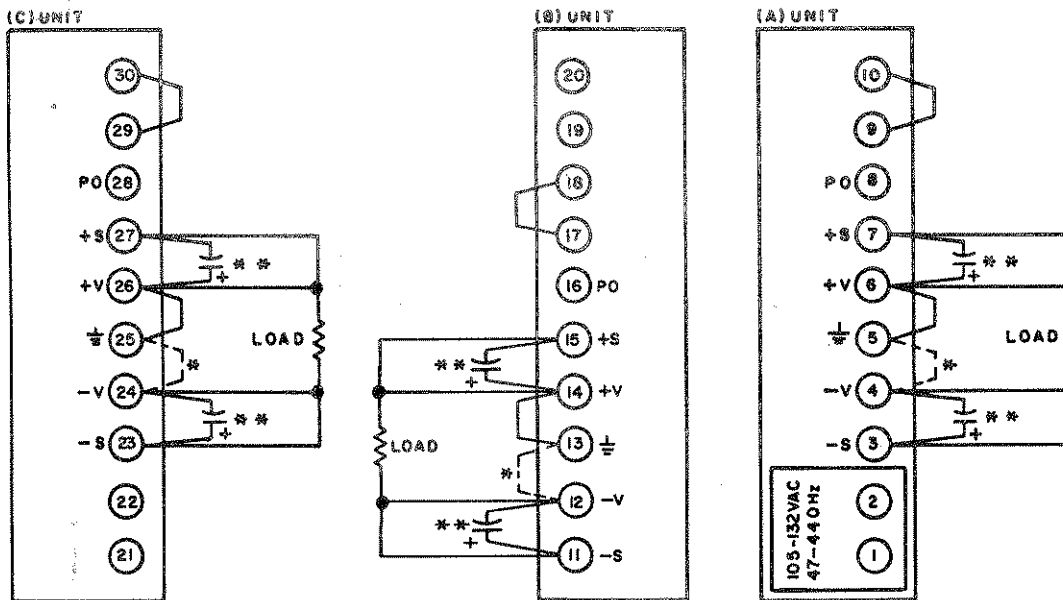 (C) UNIT
30
29
PO 28
+S 27
**
+
+V 26
25
LOAD
*
-V 24
**
+
-S 23
22
21
(B) UNIT
20
19
18
17
16 PO
15 +S
**
+
14 +V
LOAD
13
*
12 -V
**
+
11 -S
(A) UNIT
10
9
PO 8
+S 7
**
+
+V 6
5
LOAD
*
-V 4
**
+
-S 3
105-132VAC
47-440Hz
2
1